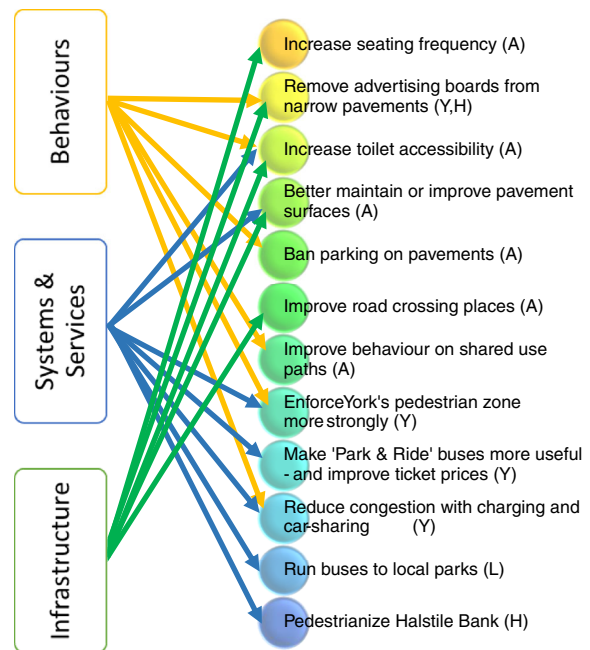 Behaviours
Systems &
Services
Infrastructure
Increase seating frequency (A)
Remove advertising boards from
narrow pavements (Y,H)
Increase toilet accessibility (A)
Better maintain or improve pavement
surfaces (A)
Ban parking on pavements (A)
Improve road crossing places (A)
Improve behaviour on shared use
paths (A)
EnforceYork's pedestrian zone
more strongly (Y)
Make 'Park & Ride' buses more useful
- and improve ticket prices (Y)
Reduce congestion with charging and
car-sharing (Y)
Run buses to local parks (L)
Pedestrianize Halstile Bank (H)